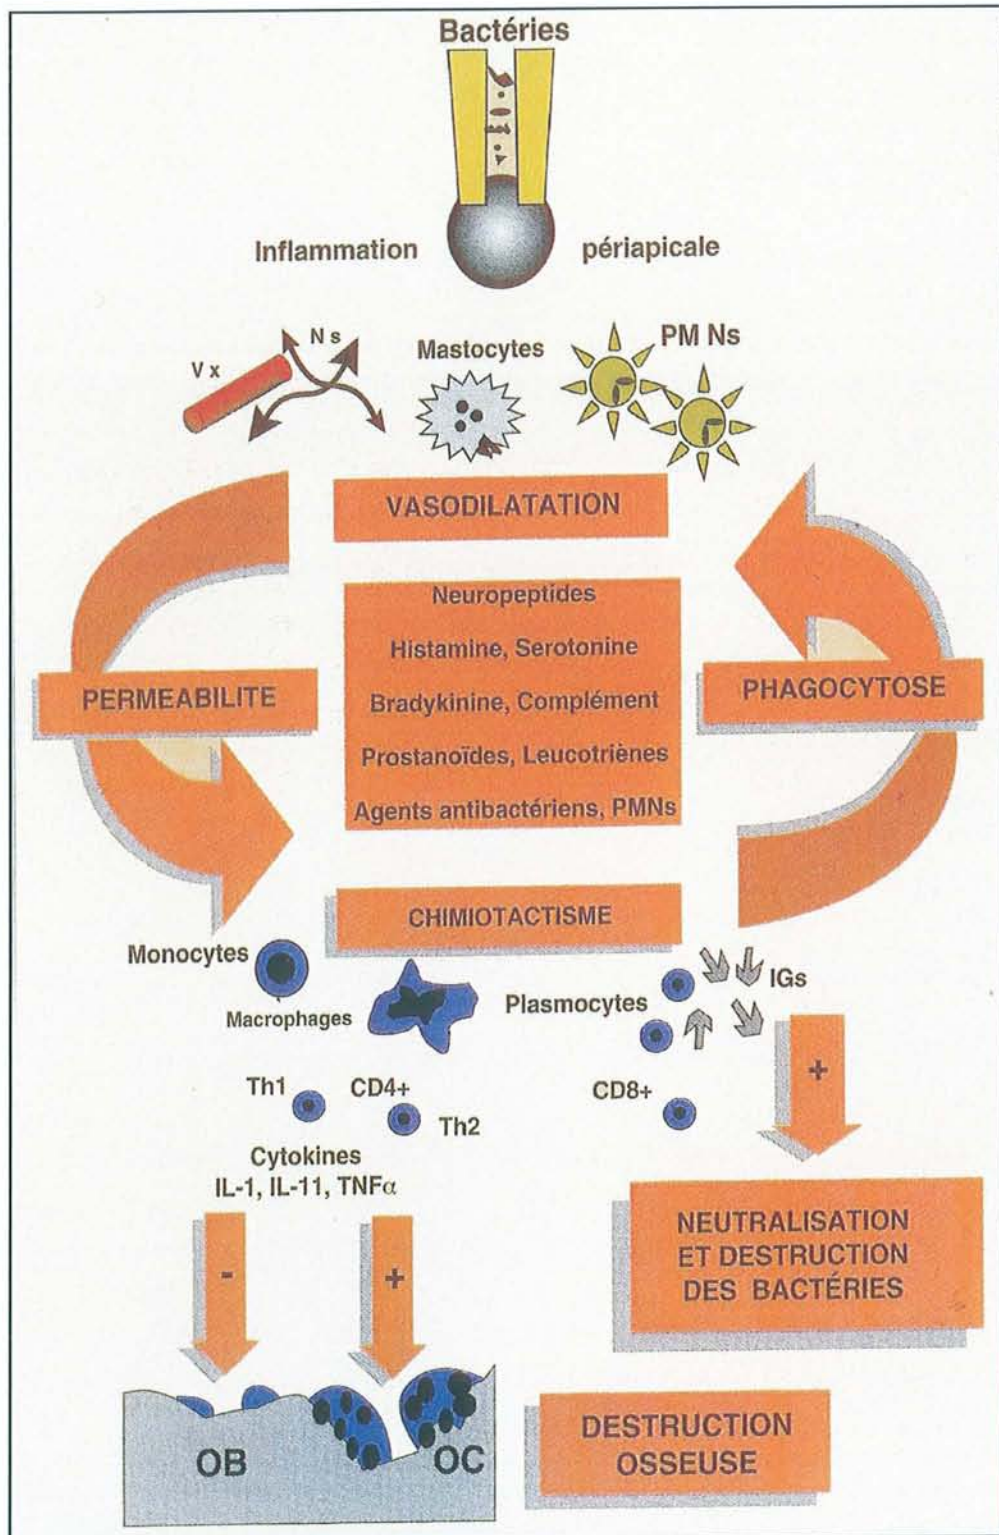 Bactéries
Inflammation périapicale
V x
N s
Mastocytes
PM Ns
VASODILATATION
Neuropeptides
Histamine, Serotonine
Bradykinine, Complément
Prostanoïdes, Leucotriènes
Agents antibactériens, PMNs
PERMEABILITE
PHAGOCYTOSE
CHIMIOTACTISME
Monocytes
Macrophages
Plasmocytes
IGs
Th1
CD4+
Th2
CD8+
Cytokines
IL-1, IL-11, TNFα
-
+
+
NEUTRALISATION
ET DESTRUCTION
DES BACTÉRIES
OB
OC
DESTRUCTION
OSSEUSE